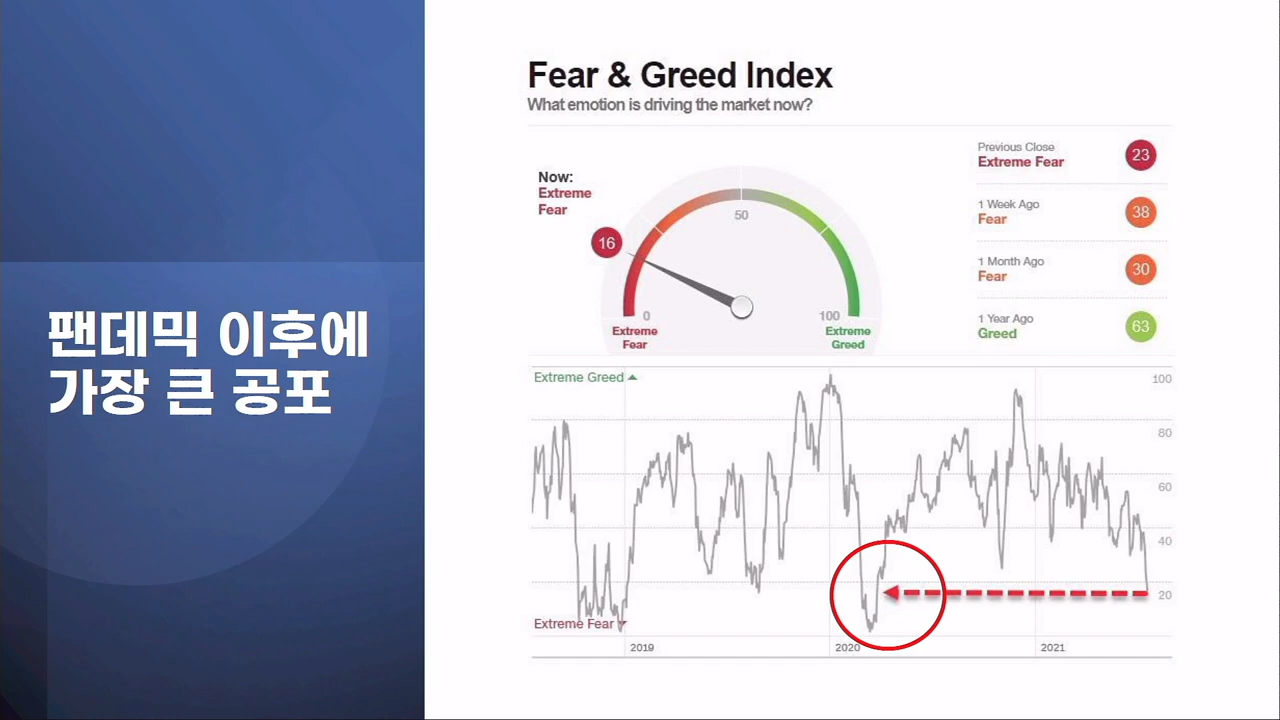 팬데믹 이후에
가장 큰 공포
Fear & Greed Index
What emotion is driving the market now?
Now:
Extreme
Fear
16
50
0
100
Extreme
Fear
Extreme
Greed
Previous Close
Extreme Fear
23
1 Week Ago
Fear
38
1 Month Ago
Fear
30
1 Year Ago
Greed
63
Extreme Greed
100
80
60
40
20
Extreme Fear
2019
2020
2021